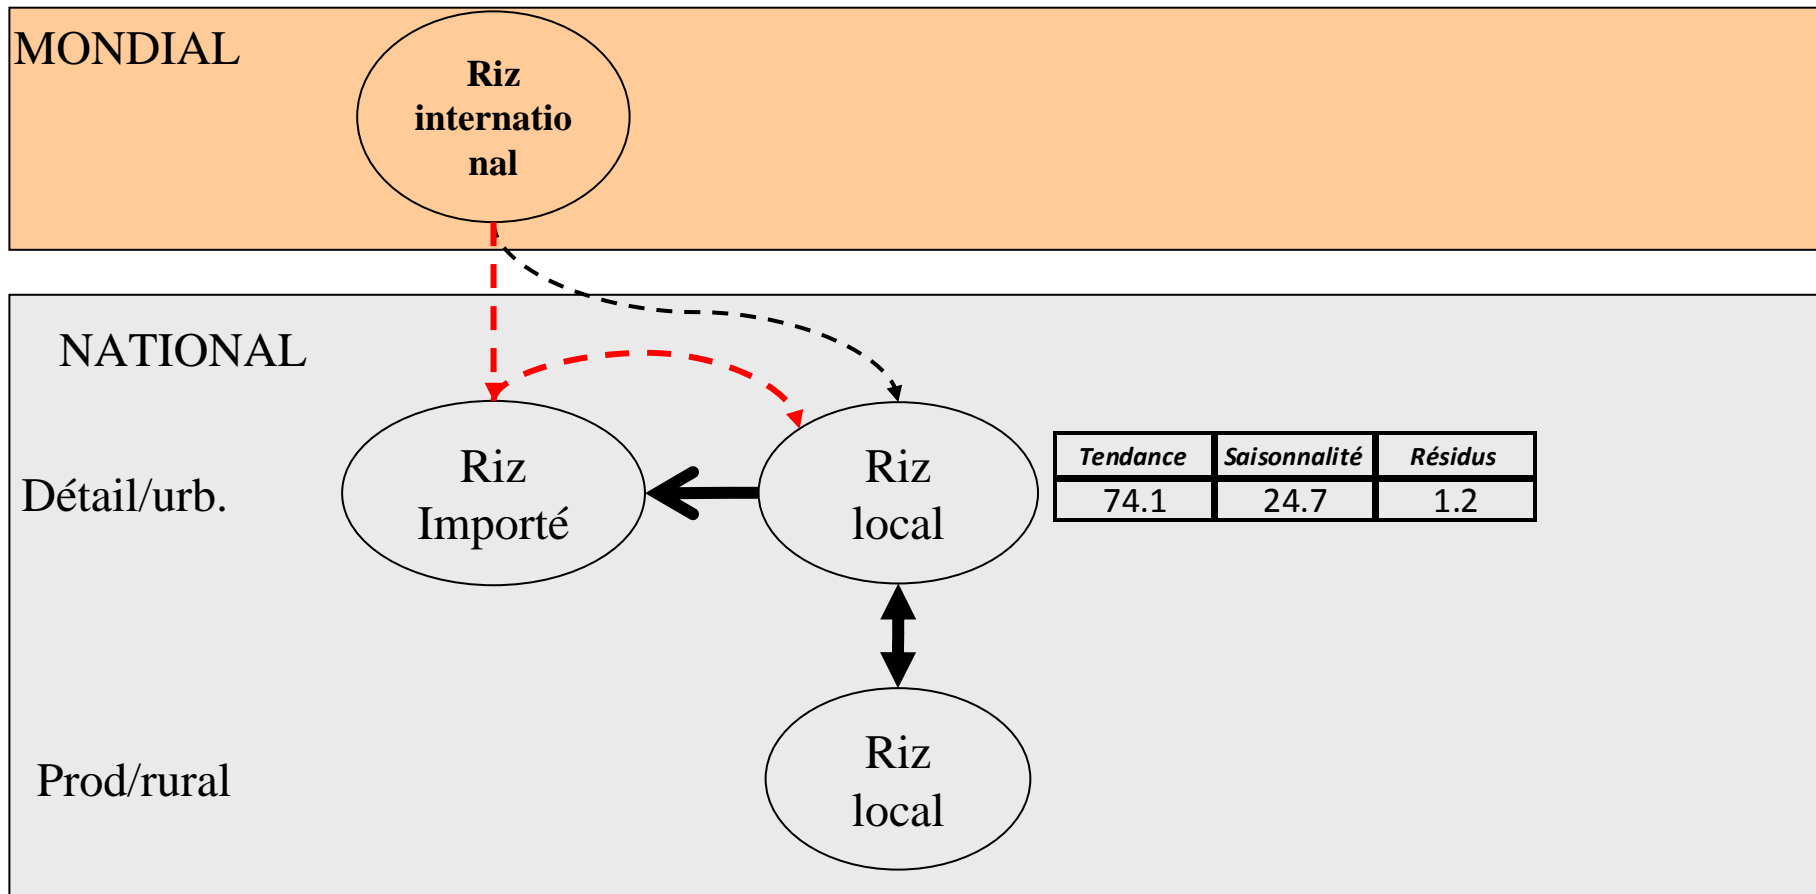 MONDIAL
Riz
internatio
nal
NATIONAL
Détail/urb.
Riz
Importé
Riz
local
Tendance Saisonnalité Résidus
74.1 24.7 1.2
Prod/rural
Riz
local